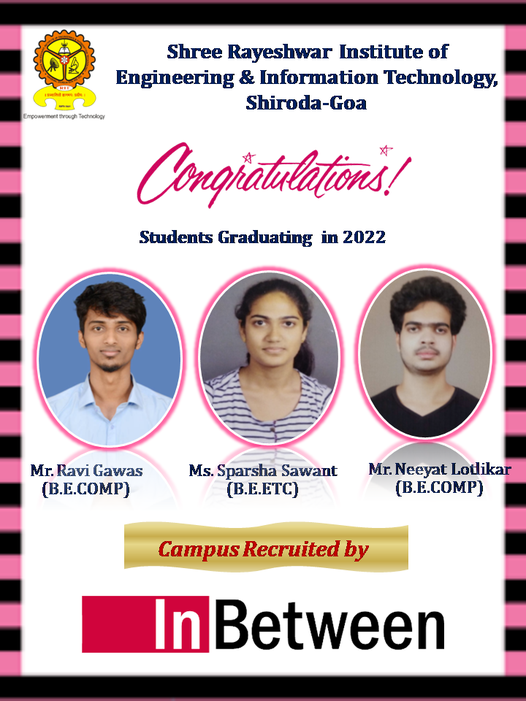 Shree Rayeshwar Institute of
Engineering & Information Technology,
Shiroda-Goa
Empowerment through Technology
Congratulations!
Students Graduating in 2022
Mr. Ravi Gawas
(B.E.COMP)
Ms. Sparsha Sawant
(B.E.ETC)
Mr. Neeyat Lotlikar
(B.E.COMP)
Campus Recruited by
InBetween